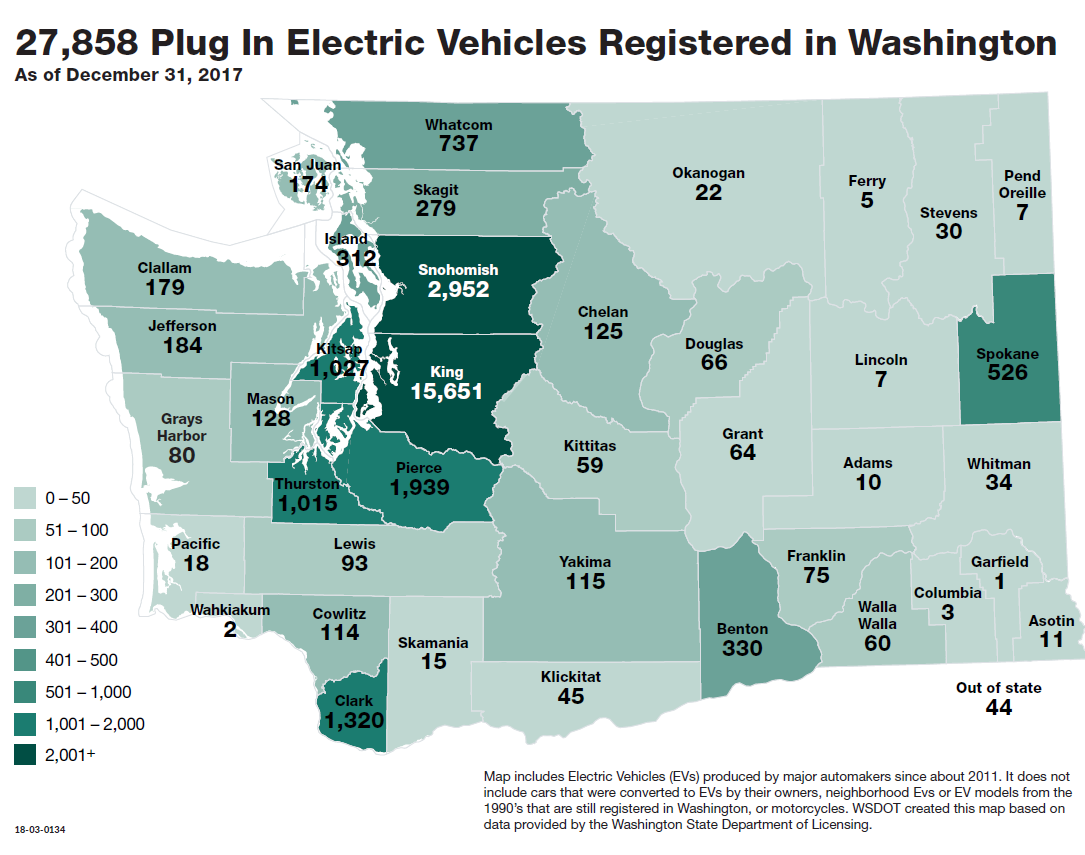 27,858 Plug In Electric Vehicles Registered in Washington
As of December 31, 2017
Whatcom
737
San Juan
174
Skagit
279
Island
312
Snohomish
2,952
Okanogan
22
Ferry
5
Stevens
30
Pend
Oreille
7
Clallam
179
Jefferson
184
Kitsap
1,027
King
15,651
Chelan
125
Douglas
66
Lincoln
7
Spokane
526
Mason
128
Grays
Harbor
80
Thurston
1,015
Pierce
1,939
Kittitas
59
Grant
64
Adams
10
Whitman
34
Pacific
18
Lewis
93
Yakima
115
Franklin
75
Garfield
1
Columbia
3
Walla
Walla
60
Asotin
11
Wahkiakum
2
Cowlitz
114
Skamania
15
Benton
330
Klickitat
45
Clark
1,320
Out of state
44
0 – 50
51 – 100
101 – 200
201 – 300
301 – 400
401 – 500
501 – 1,000
1,001 – 2,000
2,001+
Map includes Electric Vehicles (EVs) produced by major automakers since about 2011. It does not
include cars that were converted to EVs by their owners, neighborhood Evs or EV models from the
1990's that are still registered in Washington, or motorcycles. WSDOT created this map based on
data provided by the Washington State Department of Licensing.
18-03-0134